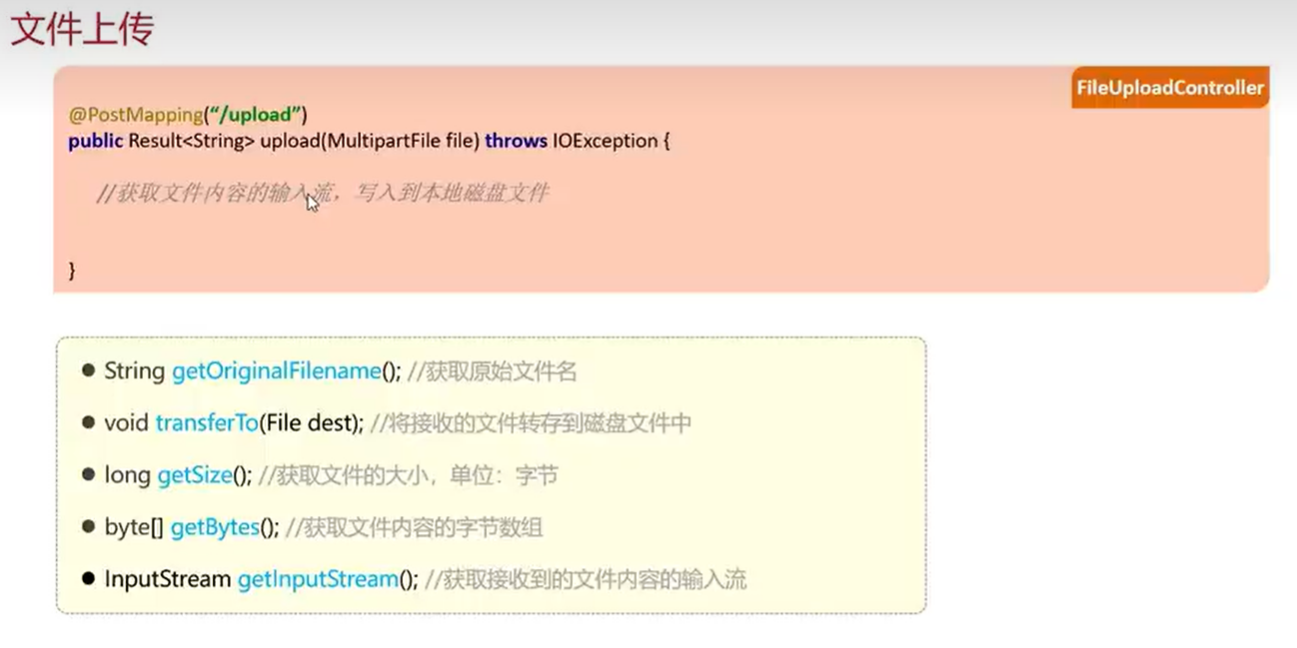 文件上传
FileUploadController
@PostMapping(“/upload”)
public Result<String> upload(MultipartFile file) throws IOException {
//获取文件内容的输入流，写入到本地磁盘文件
}
● String getOriginalFilename(); //获取原始文件名
● void transferTo(File dest); //将接收的文件转存到磁盘文件中
● long getSize(); //获取文件的大小，单位：字节
● byte[] getBytes(); //获取文件内容的字节数组
● InputStream getInputStream(); //获取接收到的文件内容的输入流